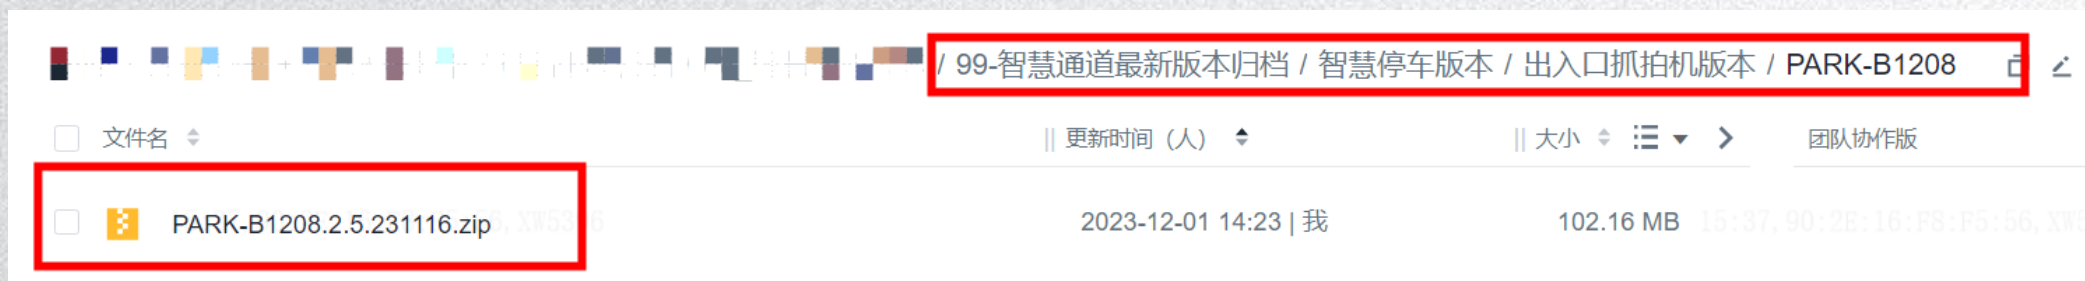 / 99-智慧通道最新版本归档 / 智慧停车版本 / 出入口抓拍机版本 / PARK-B1208
文件名 更新时间（人） 大小 团队协作版
PARK-B1208.2.5.231116.zip 2023-12-01 14:23 | 我 102.16 MB